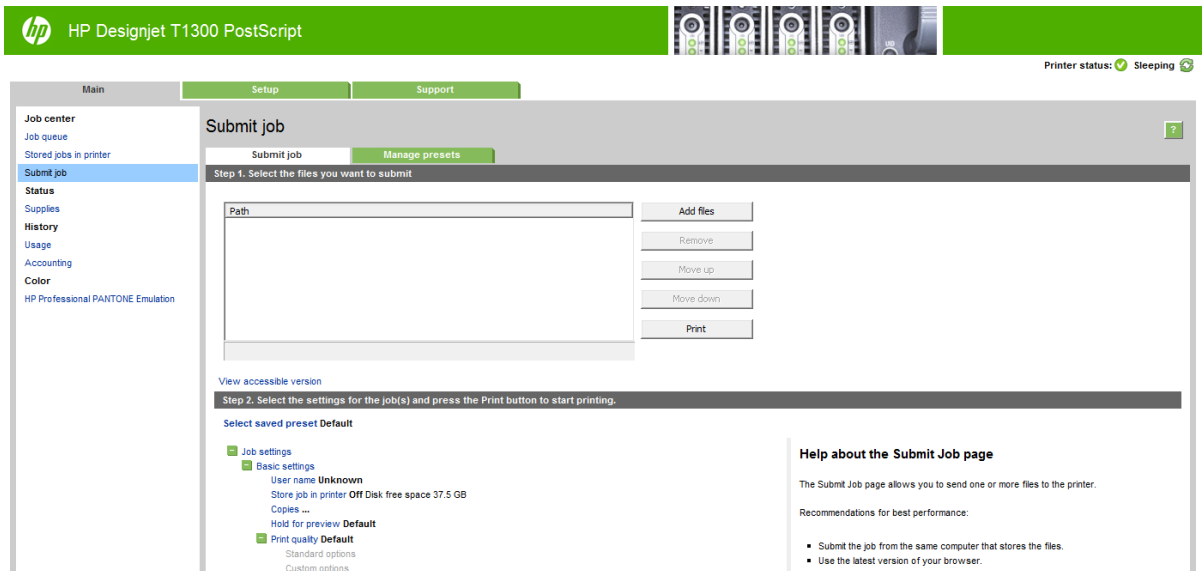 hp HP Designjet T1300 PostScript
UID
Printer status: Sleeping
Main Setup Support
Job center
Job queue
Stored jobs in printer
Submit job
Status
Supplies
History
Usage
Accounting
Color
HP Professional PANTONE Emulation
Submit job
?
Submit job Manage presets
Step 1. Select the files you want to submit
Path
Add files
Remove
Move up
Move down
Print
View accessible version
Step 2. Select the settings for the job(s) and press the Print button to start printing.
Select saved preset Default
Job settings
Basic settings
User name Unknown
Store job in printer Off Disk free space 37.5 GB
Copies ...
Hold for preview Default
Print quality Default
Standard options
Custom options
Help about the Submit Job page
The Submit Job page allows you to send one or more files to the printer.
Recommendations for best performance:
Submit the job from the same computer that stores the files.
Use the latest version of your browser.